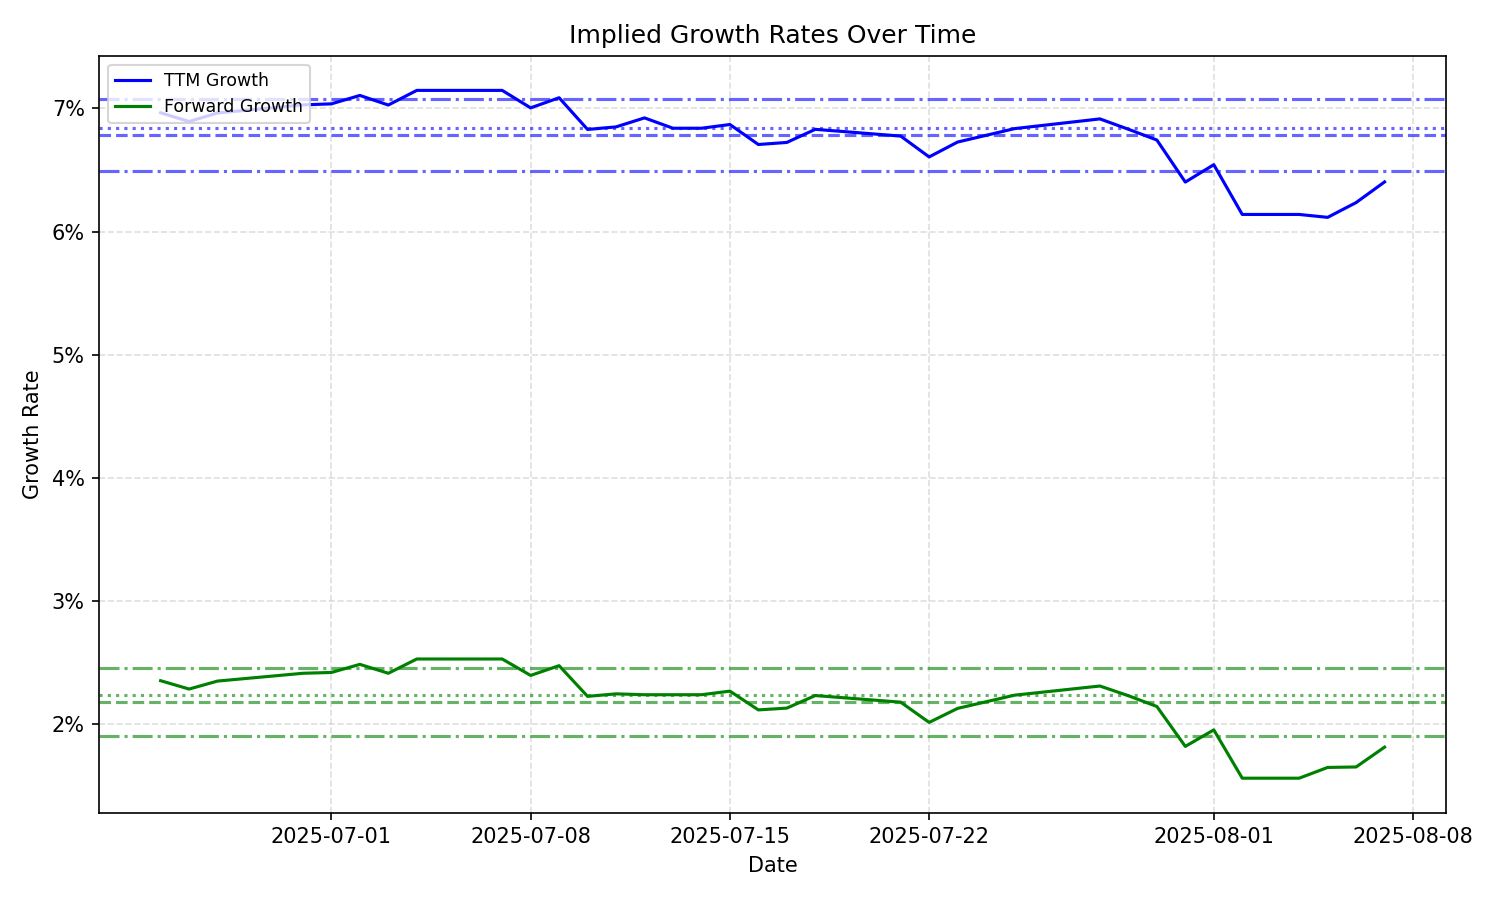 Implied Growth Rates Over Time
TTM Growth
Forward Growth
7%
6%
5%
4%
3%
2%
Growth Rate
2025-07-01
2025-07-08
2025-07-15
2025-07-22
2025-08-01
2025-08-08
Date